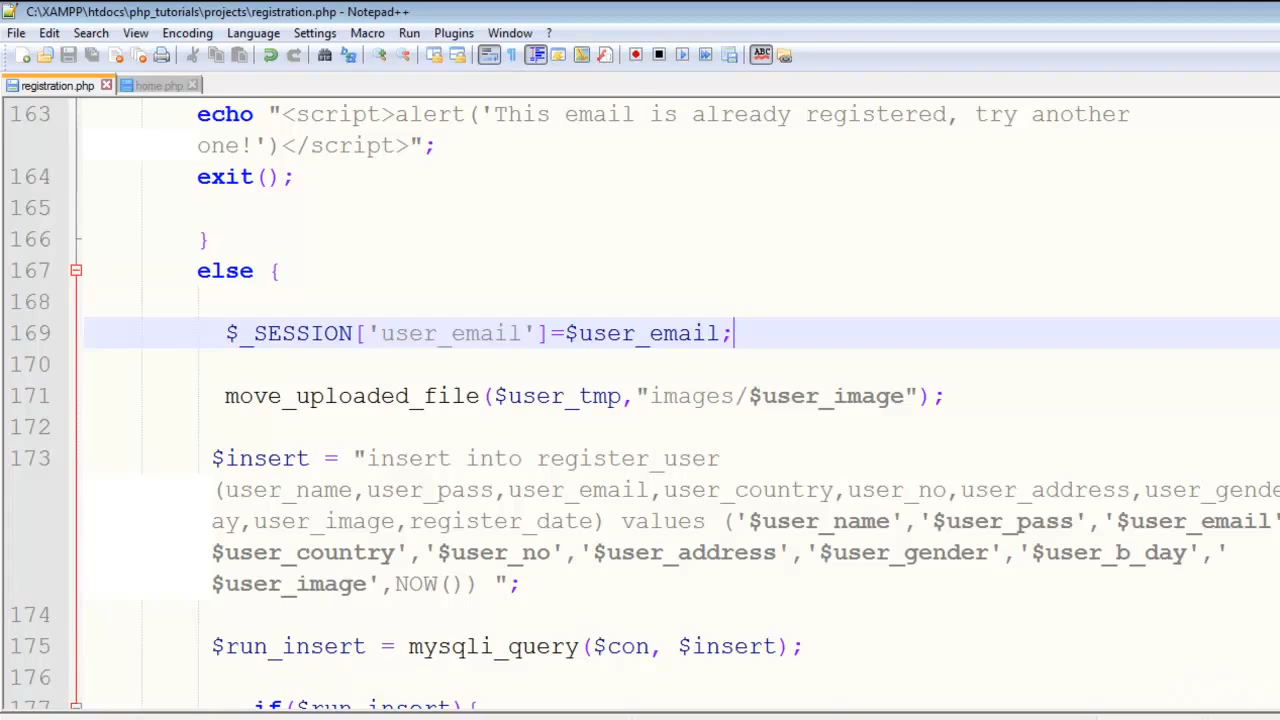 C:\XAMPP\htdocs\php_tutorials\projects\registration.php - Notepad++
File Edit Search View Encoding Language Settings Macro Run Plugins Window ?
ABC
registration.php home.php
163 echo "<script>alert('This email is already registered, try another
one!')</script>";
164 exit();
165
166 }
167 else {
168
169 $_SESSION['user_email']=$user_email;
170
171 move_uploaded_file($user_tmp,"images/$user_image");
172
173 $insert = "insert into register_user
(user_name,user_pass,user_email,user_country,user_no,user_address,user_gende
ay,user_image,register_date) values ('$user_name','$user_pass','$user_email'
$user_country','$user_no','$user_address','$user_gender','$user_b_day','
$user_image',NOW()) ";
174
175 $run_insert = mysqli_query($con, $insert);
176
177 if($run_insert){